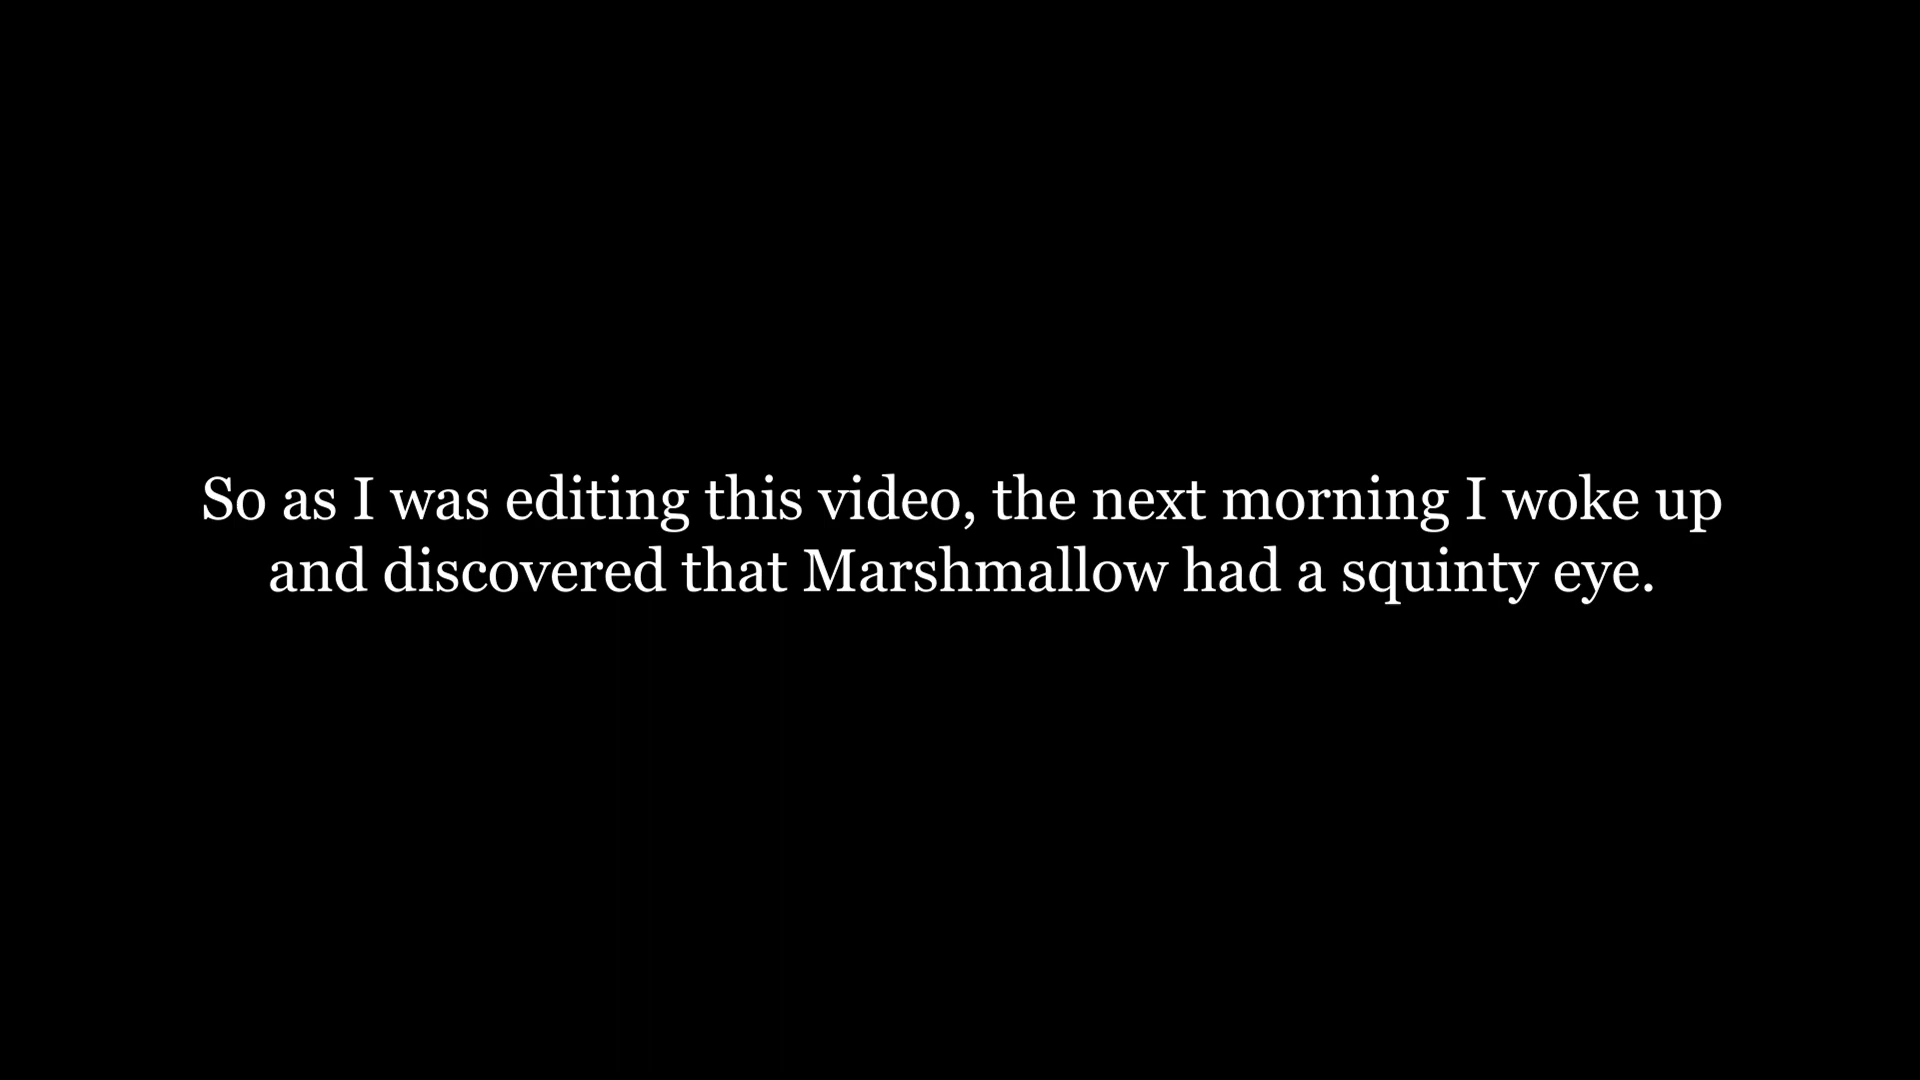 So as I was editing this video, the next morning I woke up
and discovered that Marshmallow had a squinty eye.